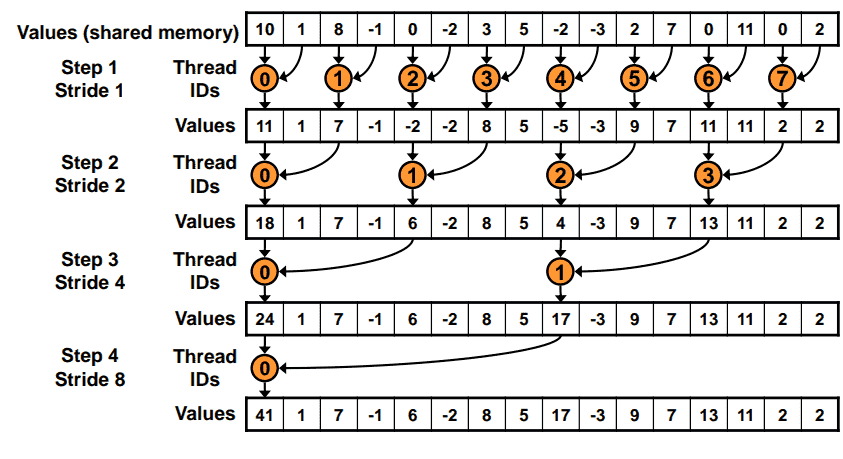 Values (shared memory) 10 1 8 -1 0 -2 3 5 -2 -3 2 7 0 11 0 2
Step 1 Thread
Stride 1 IDs
0 1 2 3 4 5 6 7
Values 11 1 7 -1 -2 -2 8 5 -5 -3 9 7 11 11 2 2
Step 2 Thread
Stride 2 IDs
0 1 2 3
Values 18 1 7 -1 6 -2 8 5 4 -3 9 7 13 11 2 2
Step 3 Thread
Stride 4 IDs
0 1
Values 24 1 7 -1 6 -2 8 5 17 -3 9 7 13 11 2 2
Step 4 Thread
Stride 8 IDs
0
Values 41 1 7 -1 6 -2 8 5 17 -3 9 7 13 11 2 2